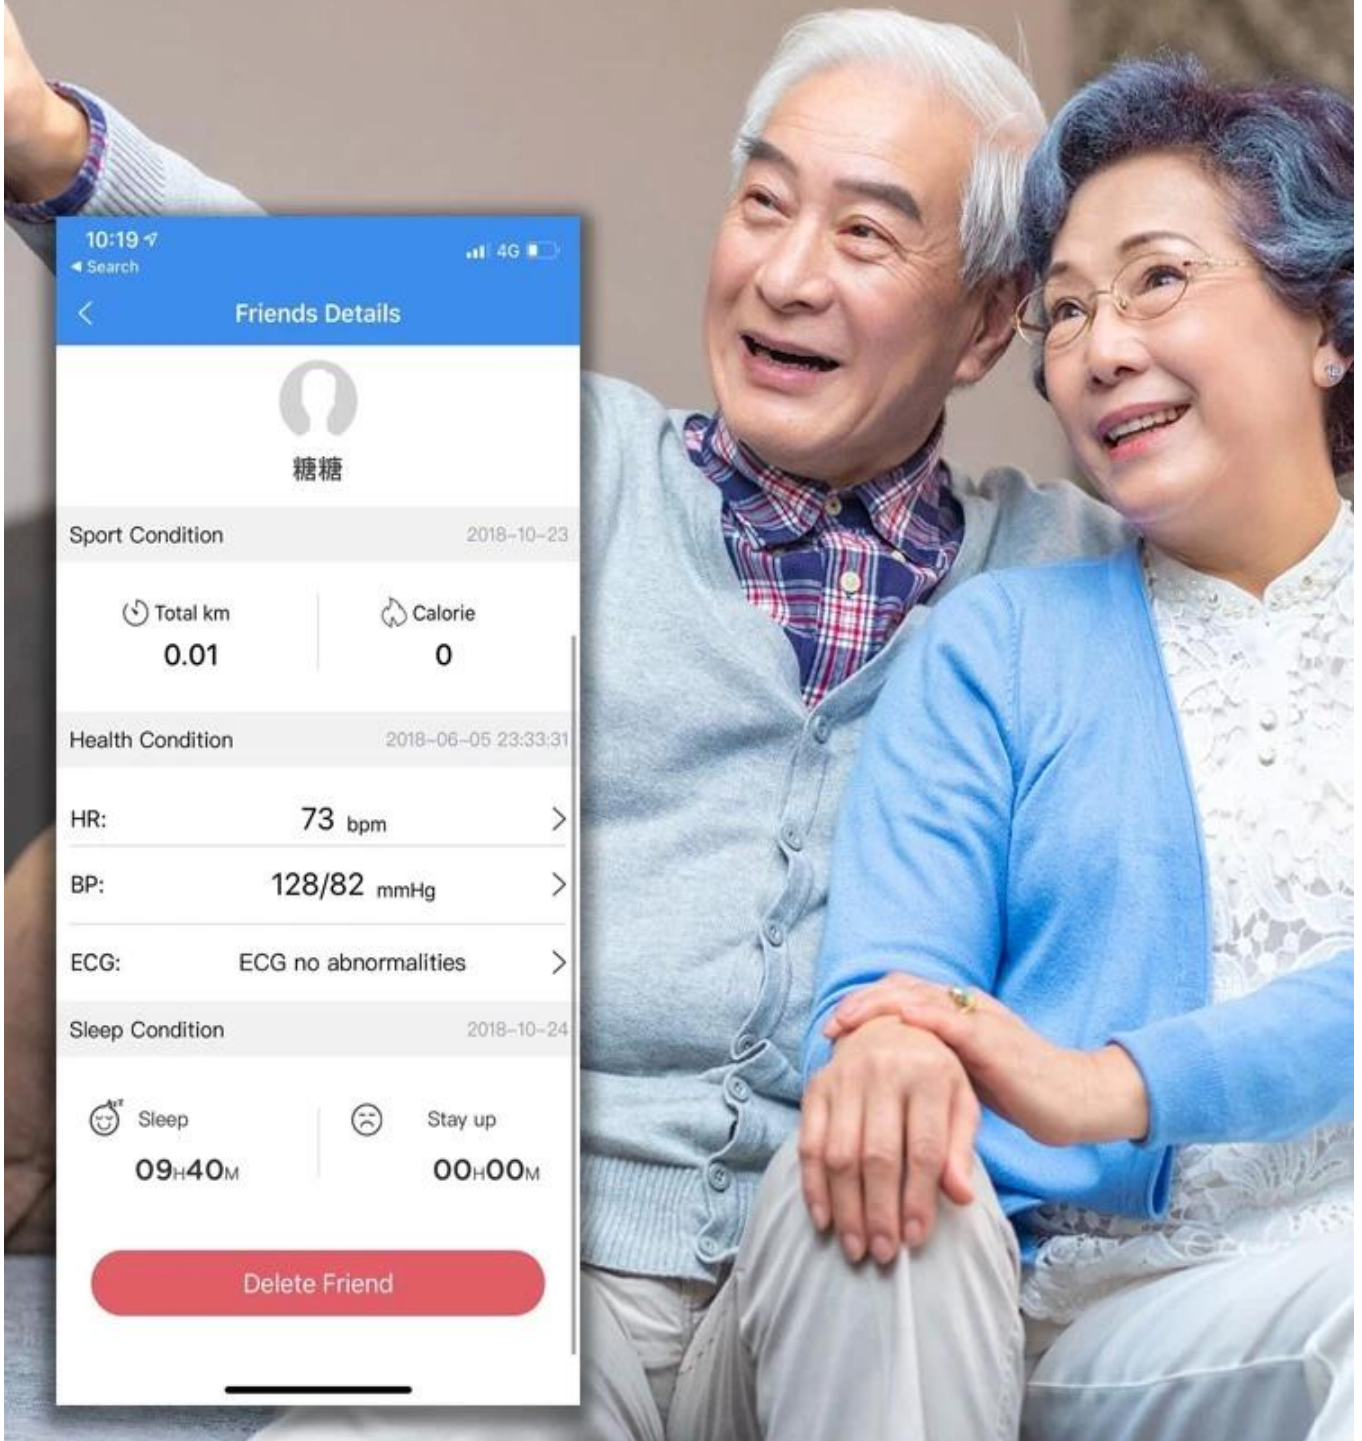 10:19
4G
◀ Search
Friends Details
糖糖
Sport Condition 2018-10-23
Total km Calorie
0.01 0
Health Condition 2018-06-05 23:33:31
HR: 73 bpm
BP: 128/82 mmHg
ECG: ECG no abnormalities
Sleep Condition 2018-10-24
zzz
Sleep Stay up
09H40M 00H00M
Delete Friend